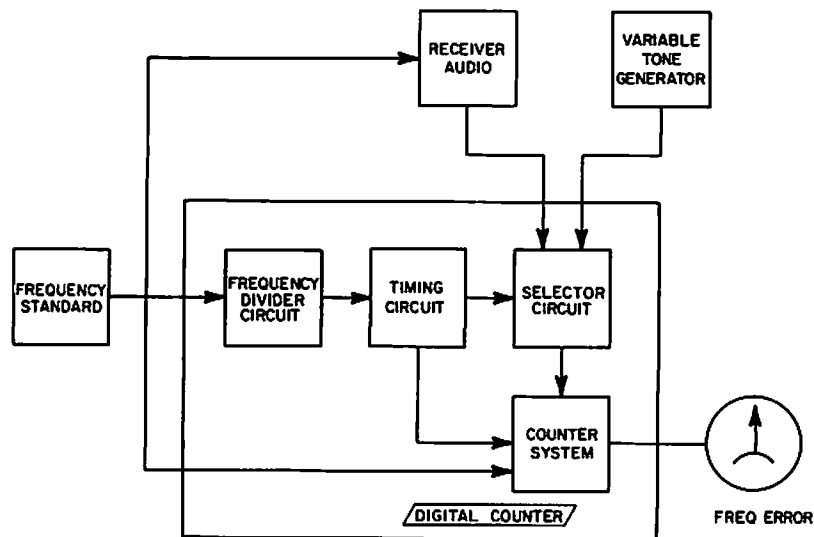 RECEIVER
AUDIO
VARIABLE
TONE
GENERATOR
FREQUENCY
STANDARD
FREQUENCY
DIVIDER
CIRCUIT
TIMING
CIRCUIT
SELECTOR
CIRCUIT
COUNTER
SYSTEM
DIGITAL COUNTER
FREQ ERROR